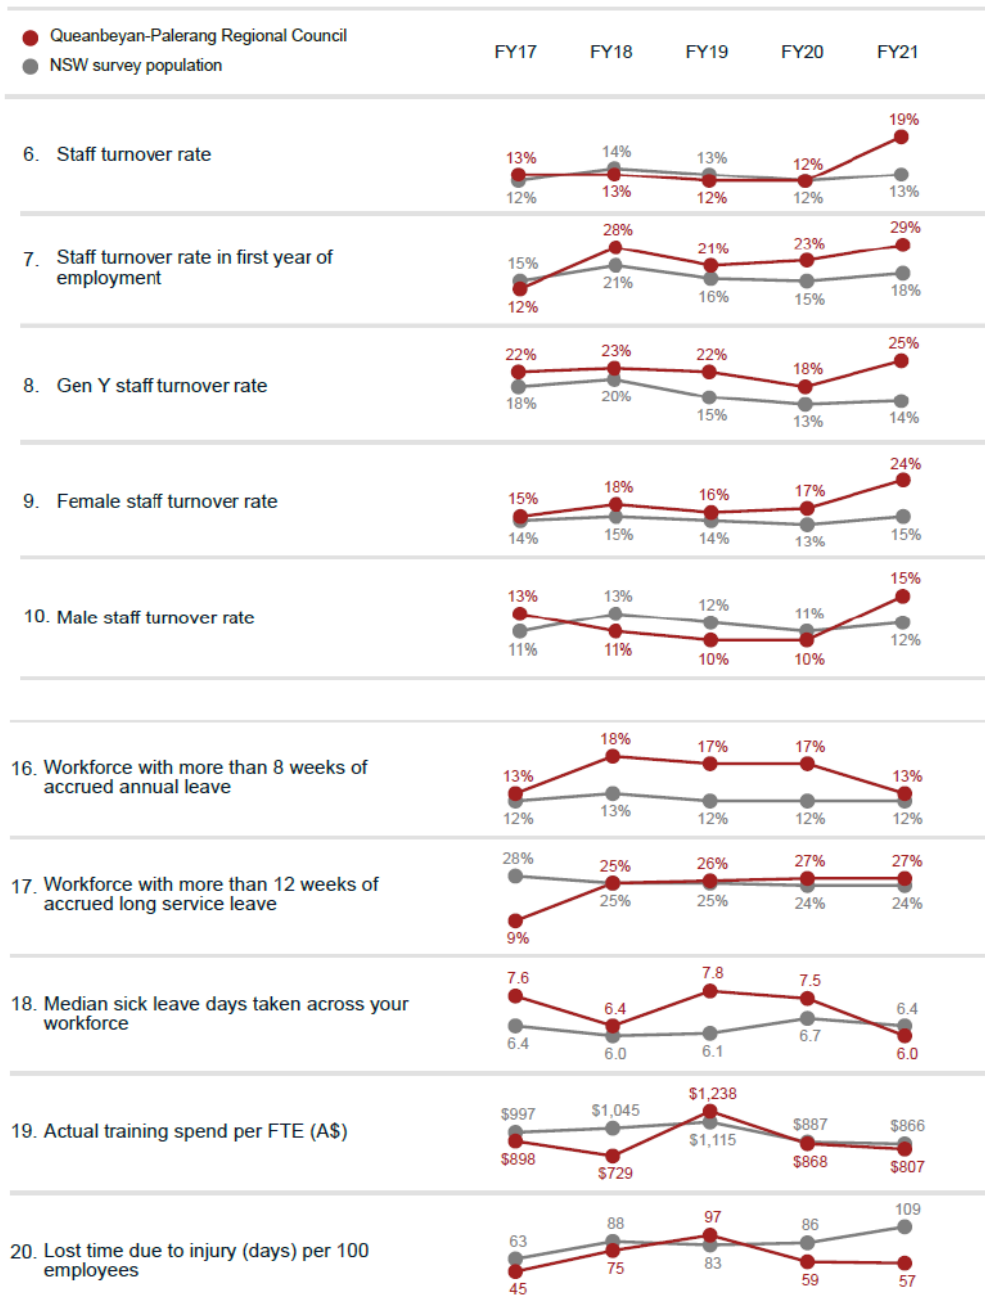 Queanbeyan-Palerang Regional Council
NSW survey population
FY17 FY18 FY19 FY20 FY21
6. Staff turnover rate
13% 14% 13% 12% 19%
12% 13% 12% 12% 13%
7. Staff turnover rate in first year of
employment
15% 28% 21% 23% 29%
12% 21% 16% 15% 18%
8. Gen Y staff turnover rate
22% 23% 22% 18% 25%
18% 20% 15% 13% 14%
9. Female staff turnover rate
15% 18% 16% 17% 24%
14% 15% 14% 13% 15%
10. Male staff turnover rate
13% 13% 12% 11% 15%
11% 11% 10% 10% 12%
16. Workforce with more than 8 weeks of
accrued annual leave
13% 18% 17% 17% 13%
12% 13% 12% 12% 12%
17. Workforce with more than 12 weeks of
accrued long service leave
28% 25% 26% 27% 27%
9% 25% 25% 24% 24%
18. Median sick leave days taken across your
workforce
7.6 6.4 7.8 7.5 6.4
6.4 6.0 6.1 6.7 6.0
19. Actual training spend per FTE (A$)
$997 $1,045 $1,238 $887 $866
$898 $729 $1,115 $868 $807
20. Lost time due to injury (days) per 100
employees
63 88 97 86 109
45 75 83 59 57